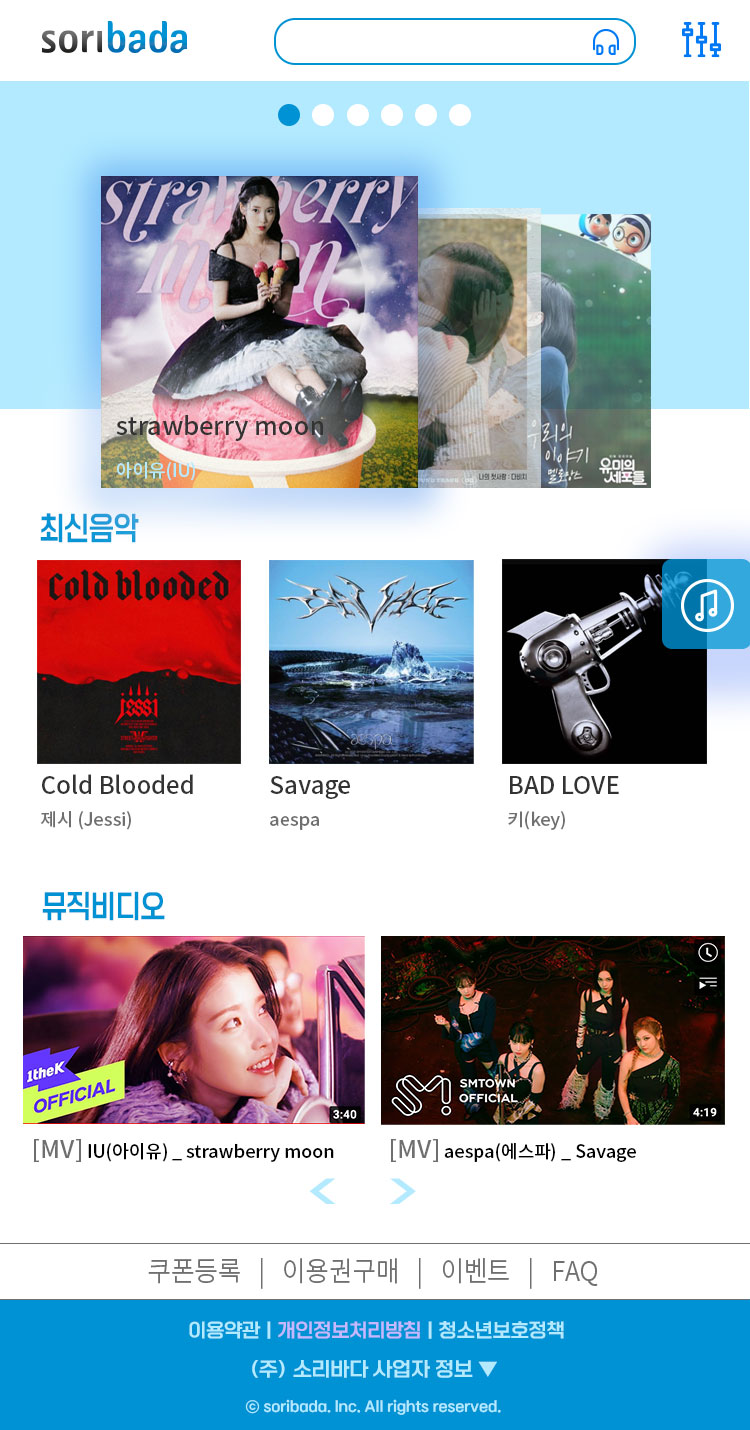 soribada
strawberry
moon
strawberry moon
아이유(IU)
나의 첫사랑 : 다비치
우리의
이야기
멜로망스
유미의
세포들
최신음악
Cold blooded
jessi
SAVAGE
aespa
Cold Blooded
Savage
BAD LOVE
제시 (Jessi)
aespa
키(key)
뮤직비디오
1theK
OFFICIAL
3:40
SMTOWN
OFFICIAL
4:19
[MV] IU(아이유) _ strawberry moon
[MV] aespa(에스파) _ Savage
쿠폰등록 | 이용권구매 | 이벤트 | FAQ
이용약관 | 개인정보처리방침 | 청소년보호정책
(주) 소리바다 사업자 정보 ▼
© soribada. Inc. All rights reserved.